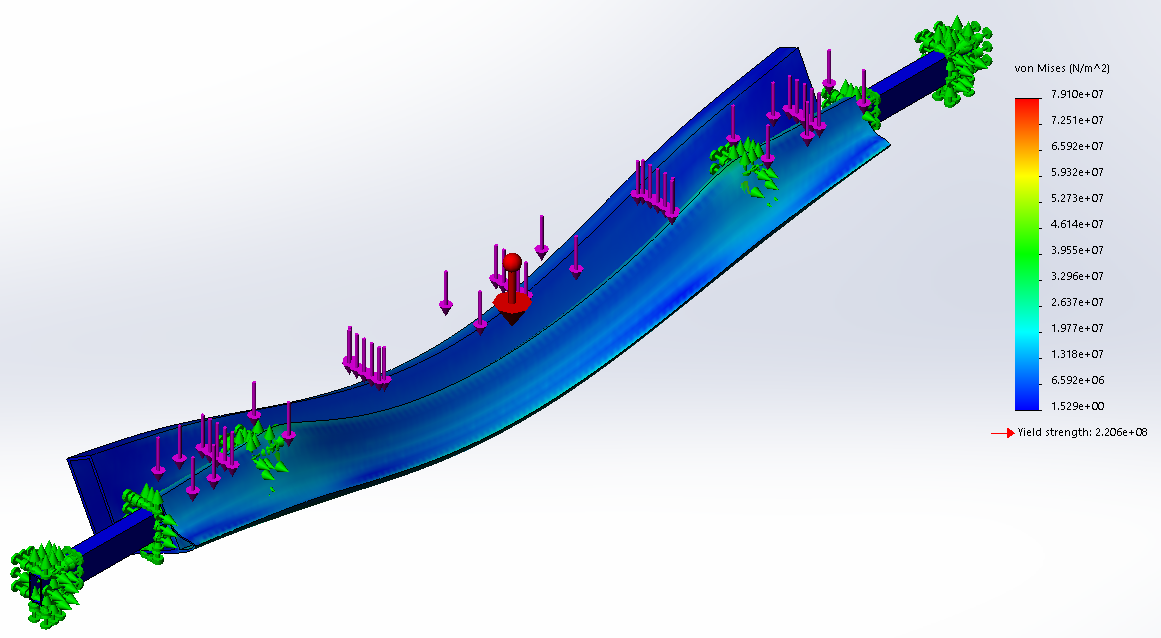 von Mises (N/m^2)
7.910e+07
7.251e+07
6.592e+07
5.932e+07
5.273e+07
4.614e+07
3.955e+07
3.296e+07
2.637e+07
1.977e+07
1.318e+07
6.592e+06
1.529e+00
Yield strength: 2.206e+08